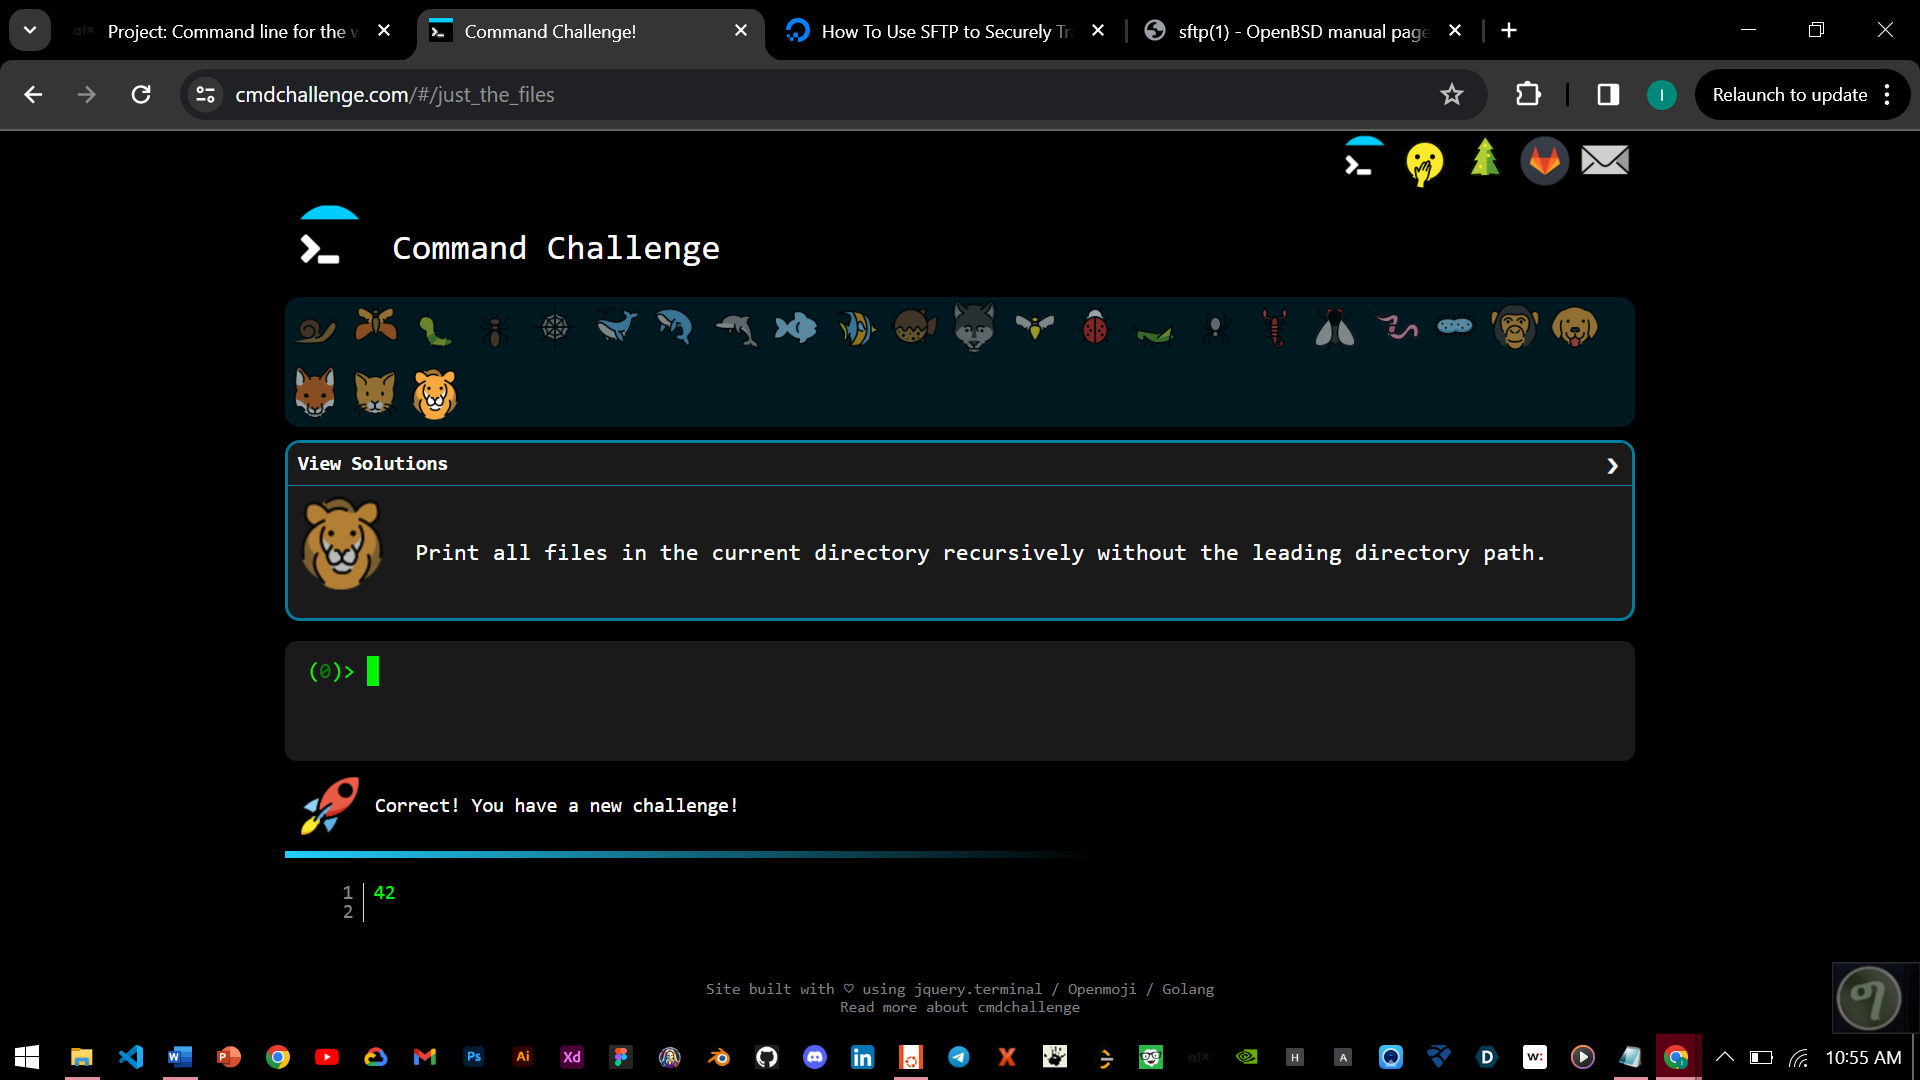 Project: Command line for the w
Command Challenge!
How To Use SFTP to Securely Tr
sftp(1) - OpenBSD manual page
cmdchallenge.com/#/just_the_files
I
Relaunch to update
Command Challenge
View Solutions
Print all files in the current directory recursively without the leading directory path.
(0)>
Correct! You have a new challenge!
1 42
2
Site built with ♡ using jquery.terminal / Openmoji / Golang
Read more about cmdchallenge
10:55 AM